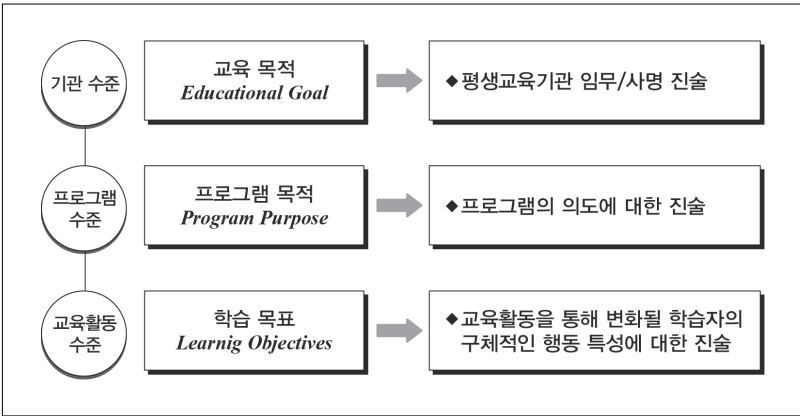 기관 수준
교육 목적
Educational Goal
◆평생교육기관 임무/사명 진술
프로그램
수준
프로그램 목적
Program Purpose
◆프로그램의 의도에 대한 진술
교육활동
수준
학습 목표
Learnig Objectives
◆교육활동을 통해 변화될 학습자의
구체적인 행동 특성에 대한 진술